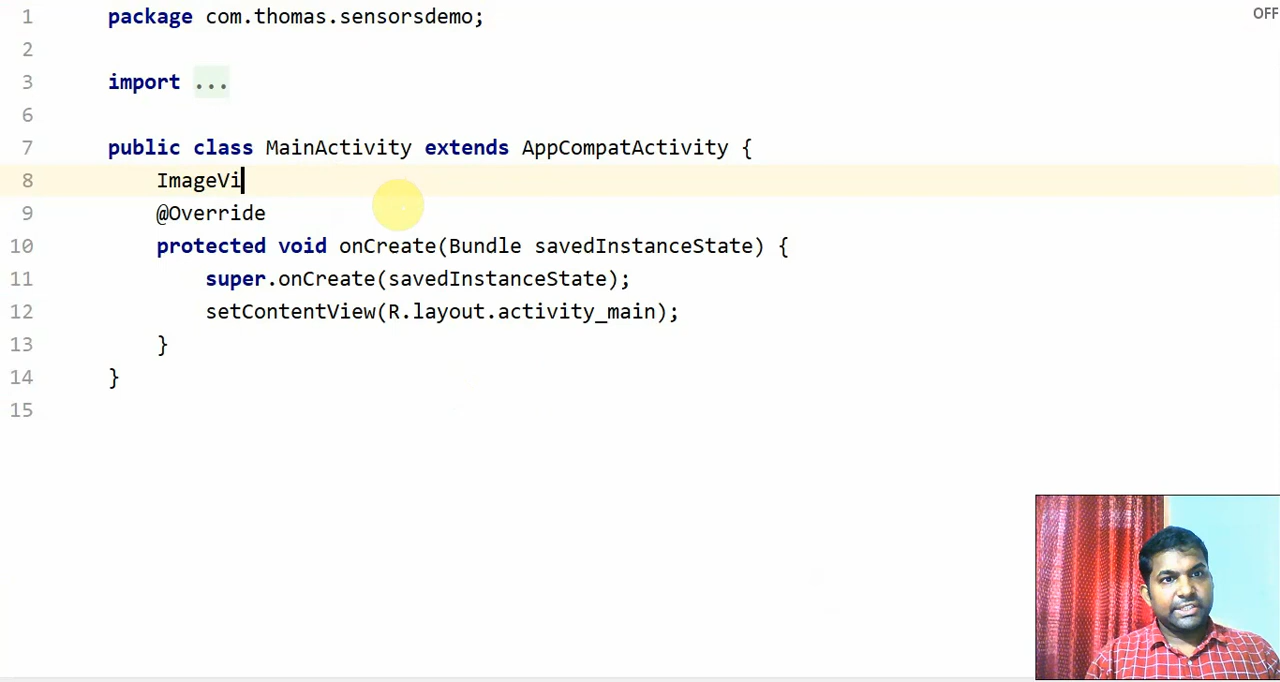 OFF
1 package com.thomas.sensorsdemo;
2
3 import ...
6
7 public class MainActivity extends AppCompatActivity {
8 ImageVi
9 @Override
10 protected void onCreate(Bundle savedInstanceState) {
11 super.onCreate(savedInstanceState);
12 setContentView(R.layout.activity_main);
13 }
14 }
15